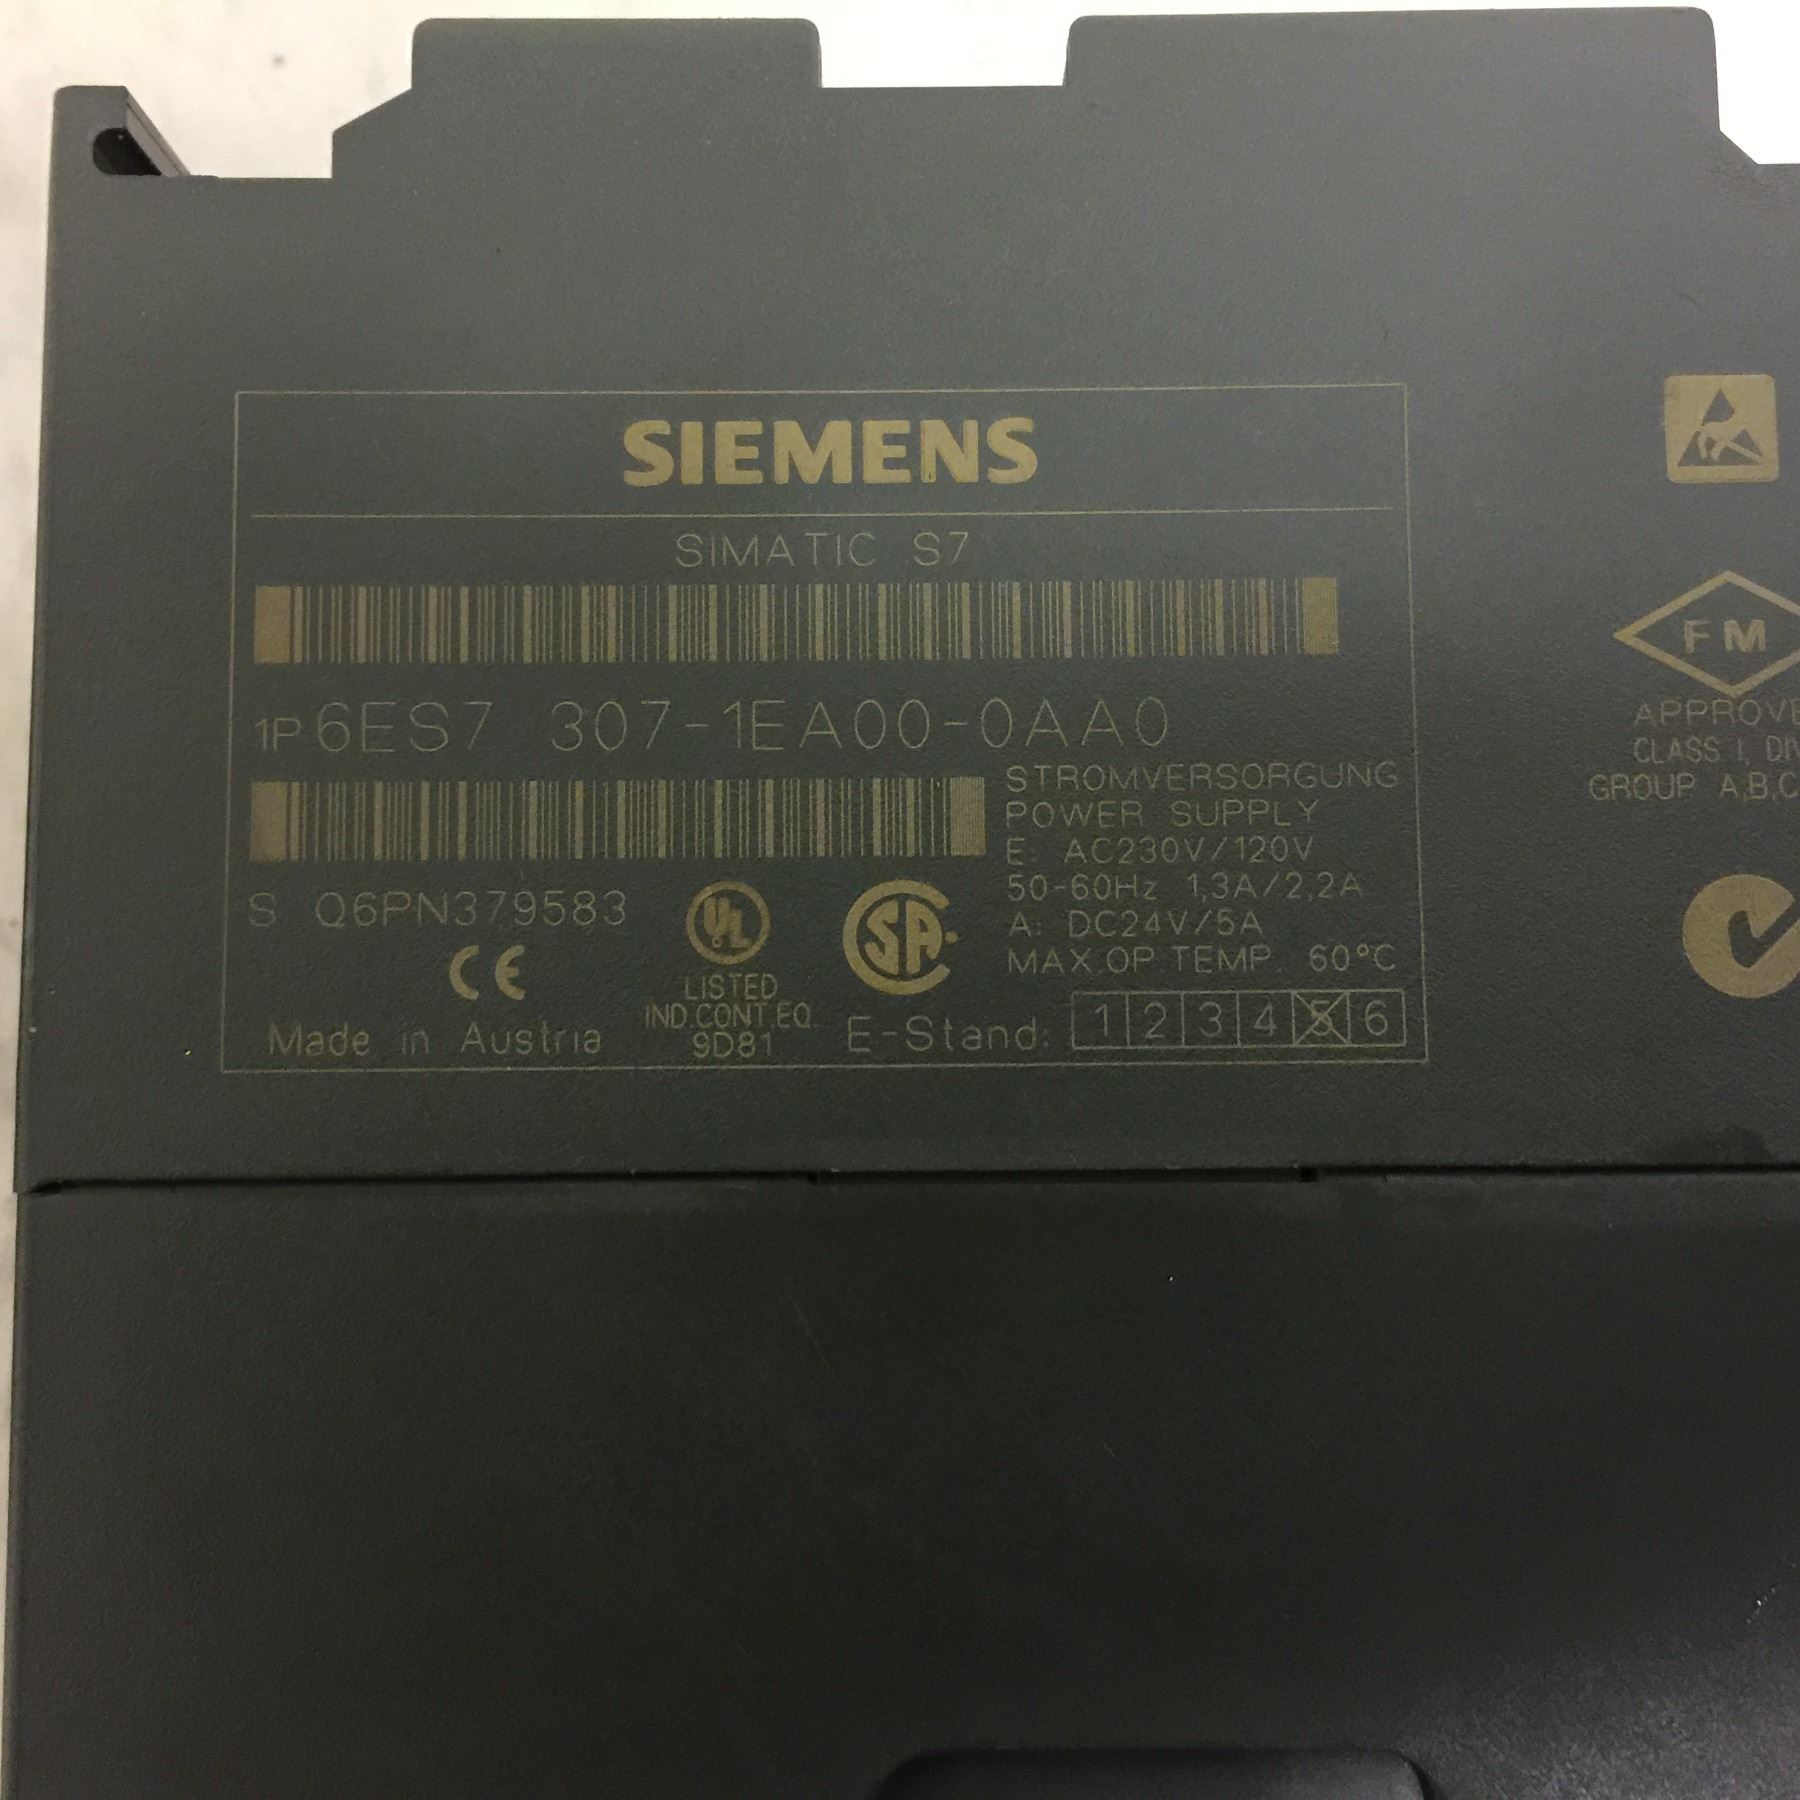 SIEMENS
SIMATIC S7
1P 6ES7 307-1EA00-0AA0
STROMVERSORGUNG
POWER SUPPLY
E: AC230V/120V
50-60Hz 1,3A/2,2A
A: DC24V/5A
MAX.OP.TEMP. 60°C
S Q6PN379583
CE
UL
LISTED
IND.CONT.EQ.
9D81
SA
Made in Austria
E-Stand: 1 2 3 4 5 6
FM
APPROVE
CLASS I, DIV
GROUP A,B,C